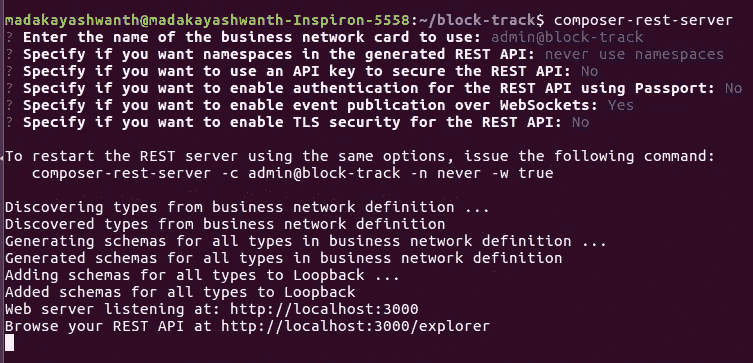 madakayashwanth@madakayashwanth-Inspiron-5558:~/block-track$ composer-rest-server
? Enter the name of the business network card to use: admin@block-track
? Specify if you want namespaces in the generated REST API: never use namespaces
? Specify if you want to use an API key to secure the REST API: No
? Specify if you want to enable authentication for the REST API using Passport: No
? Specify if you want to enable event publication over WebSockets: Yes
? Specify if you want to enable TLS security for the REST API: No
To restart the REST server using the same options, issue the following command:
composer-rest-server -c admin@block-track -n never -w true
Discovering types from business network definition ...
Discovered types from business network definition
Generating schemas for all types in business network definition ...
Generated schemas for all types in business network definition
Adding schemas for all types to Loopback ...
Added schemas for all types to Loopback
Web server listening at: http://localhost:3000
Browse your REST API at http://localhost:3000/explorer